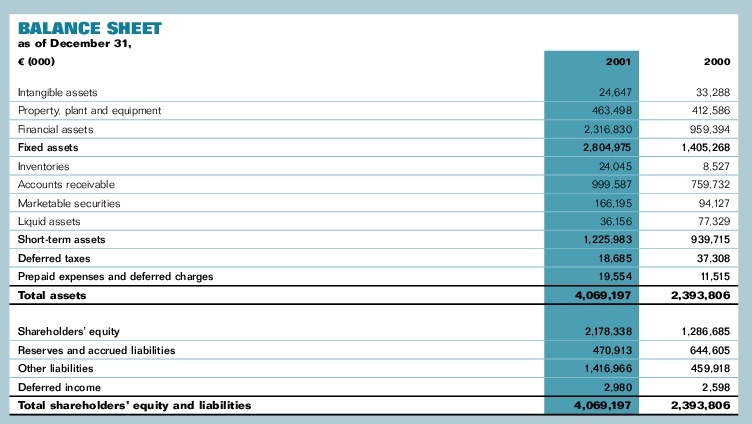 BALANCE SHEET
as of December 31,
€ (000) 2001 2000
Intangible assets 24,647 33,288
Property, plant and equipment 463,498 412,586
Financial assets 2,316,830 959,394
Fixed assets 2,804,975 1,405,268
Inventories 24,045 8,527
Accounts receivable 999,587 759,732
Marketable securities 166,195 94,127
Liquid assets 36,156 77,329
Short-term assets 1,225,983 939,715
Deferred taxes 18,685 37,308
Prepaid expenses and deferred charges 19,554 11,515
Total assets 4,069,197 2,393,806
Shareholders' equity 2,178,338 1,286,685
Reserves and accrued liabilities 470,913 644,605
Other liabilities 1,416,966 459,918
Deferred income 2,980 2,598
Total shareholders' equity and liabilities 4,069,197 2,393,806